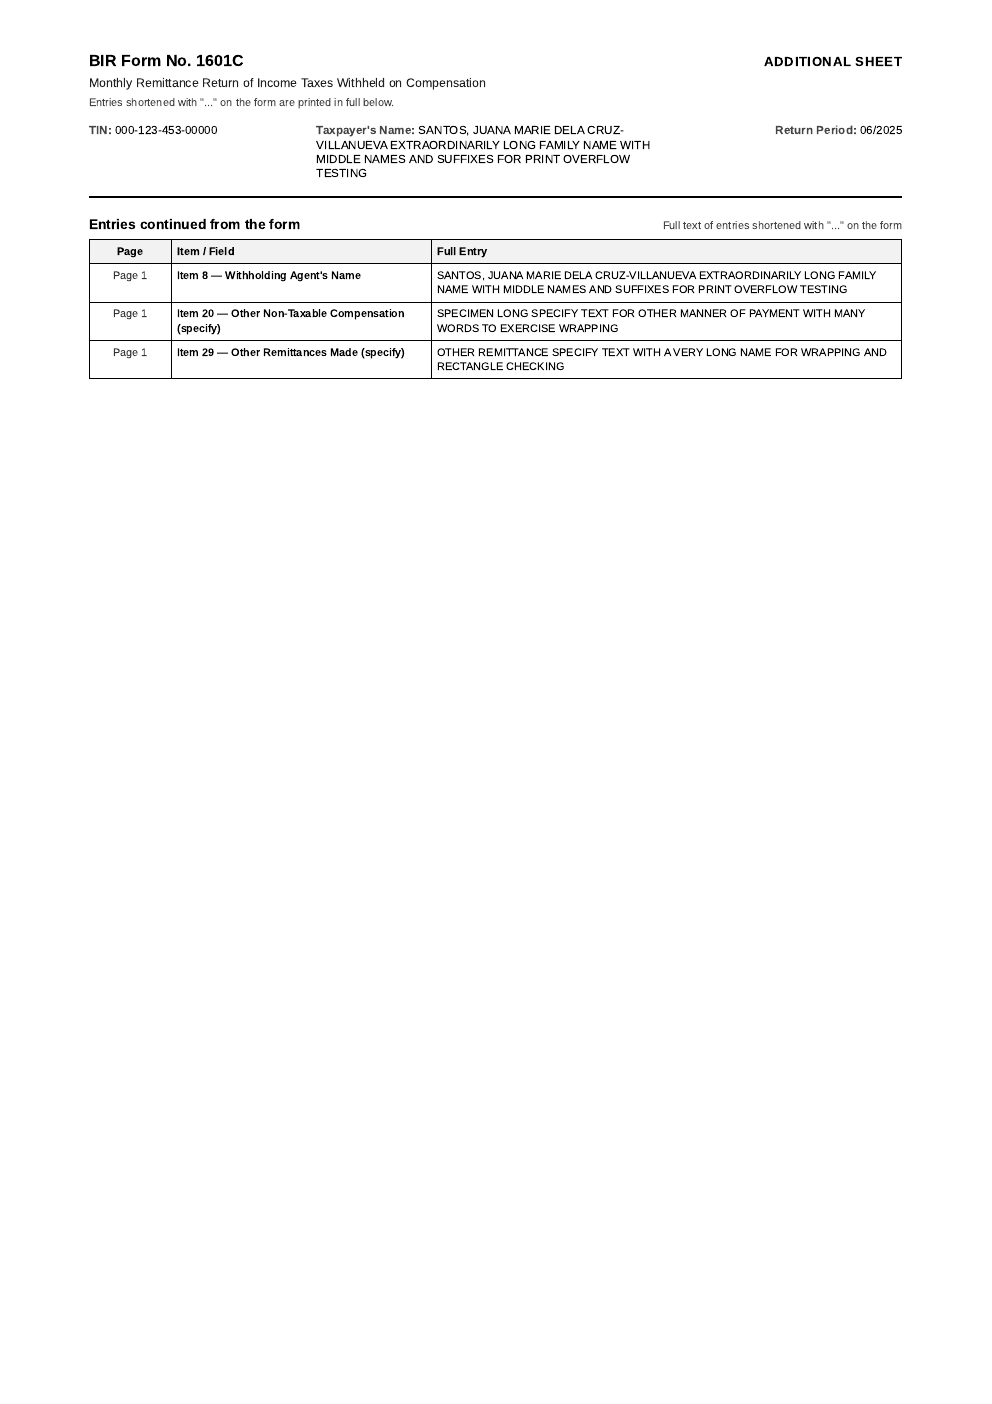 BIR Form No. 1601C
ADDITIONAL SHEET
Monthly Remittance Return of Income Taxes Withheld on Compensation
Entries shortened with "..." on the form are printed in full below.
TIN: 000-123-453-00000
Taxpayer's Name: SANTOS, JUANA MARIE DELA CRUZ-
VILLANUEVA EXTRAORDINARILY LONG FAMILY NAME WITH
MIDDLE NAMES AND SUFFIXES FOR PRINT OVERFLOW
TESTING
Return Period: 06/2025
Entries continued from the form
Full text of entries shortened with "..." on the form
Page
Item / Field
Full Entry
Page 1
Item 8 — Withholding Agent's Name
SANTOS, JUANA MARIE DELA CRUZ-VILLANUEVA EXTRAORDINARILY LONG FAMILY
NAME WITH MIDDLE NAMES AND SUFFIXES FOR PRINT OVERFLOW TESTING
Page 1
Item 20 — Other Non-Taxable Compensation
(specify)
SPECIMEN LONG SPECIFY TEXT FOR OTHER MANNER OF PAYMENT WITH MANY
WORDS TO EXERCISE WRAPPING
Page 1
Item 29 — Other Remittances Made (specify)
OTHER REMITTANCE SPECIFY TEXT WITH A VERY LONG NAME FOR WRAPPING AND
RECTANGLE CHECKING